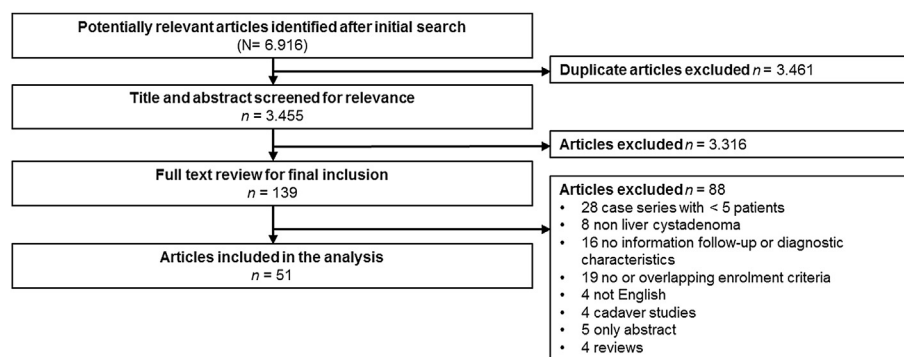 Potentially relevant articles identified after initial search
(N= 6.916)
Duplicate articles excluded n = 3.461
Title and abstract screened for relevance
n = 3.455
Articles excluded n = 3.316
Full text review for final inclusion
n = 139
Articles excluded n = 88
• 28 case series with < 5 patients
• 8 non liver cystadenoma
• 16 no information follow-up or diagnostic
characteristics
• 19 no or overlapping enrolment criteria
• 4 not English
• 4 cadaver studies
• 5 only abstract
• 4 reviews
Articles included in the analysis
n = 51